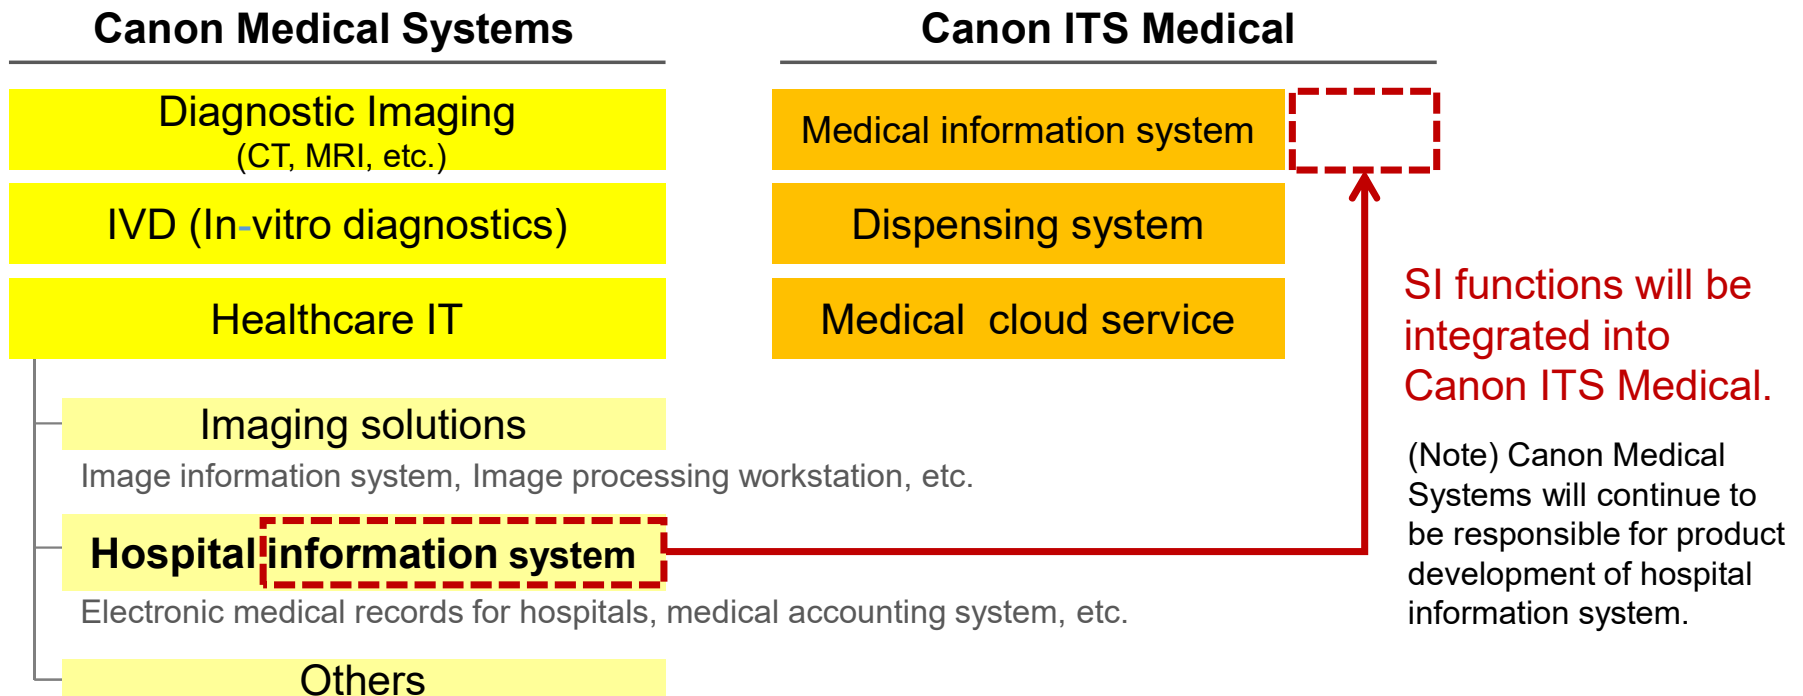 Canon Medical Systems
Diagnostic Imaging
(CT, MRI, etc.)
IVD (In-vitro diagnostics)
Healthcare IT
Imaging solutions
Image information system, Image processing workstation, etc.
Hospital information system
Electronic medical records for hospitals, medical accounting system, etc.
Others
Canon ITS Medical
Medical information system
Dispensing system
Medical cloud service
SI functions will be
integrated into
Canon ITS Medical.
(Note) Canon Medical
Systems will continue to
be responsible for product
development of hospital
information system.